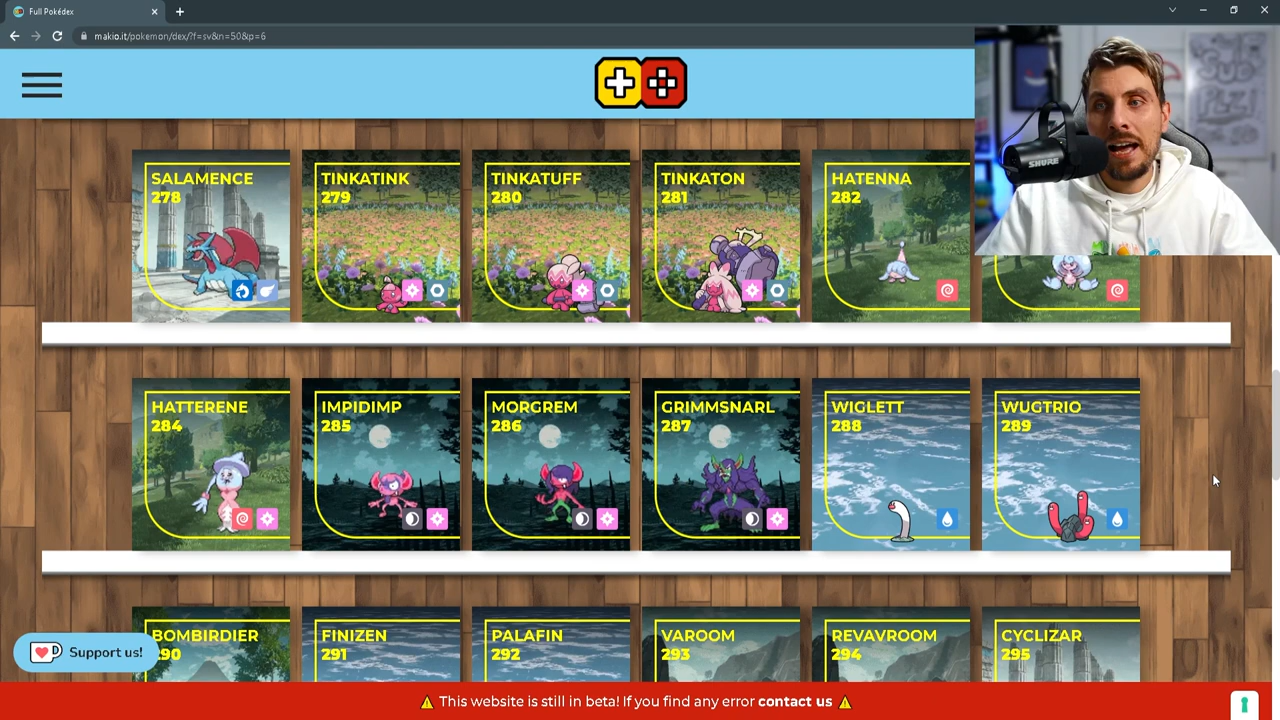 Full Pokédex
makio.it/pokemon/dex/?f=sv&n=50&p=6
SHURE
SALAMENCE
278
TINKATINK
279
TINKATUFF
280
TINKATON
281
HATENNA
282
HATTERENE
284
IMPIDIMP
285
MORGREM
286
GRIMMSNARL
287
WIGLETT
288
WUGTRIO
289
BOMBIRDIER
290
FINIZEN
291
PALAFIN
292
VAROOM
293
REVAVROOM
294
CYCLIZAR
295
Support us!
This website is still in beta! If you find any error contact us